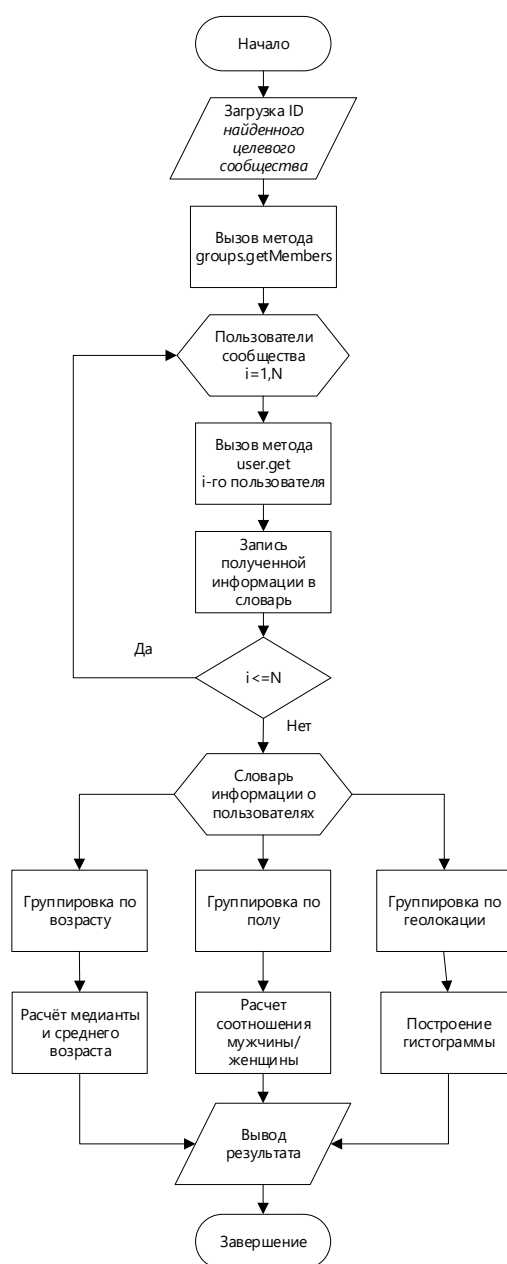 Начало
Загрузка ID
найденного
целевого
сообщества
Вызов метода
groups.getMembers
Пользователи
сообщества
i=1,N
Вызов метода
user.get
i-го пользователя
Запись
полученной
информации в
словарь
Да
i<=N
Нет
Словарь
информации о
пользователях
Группировка по
возрасту
Группировка по
полу
Группировка по
геолокации
Расчёт медианты
и среднего
возраста
Расчет
соотношения
мужчины/
женщины
Построение
гистограммы
Вывод
результата
Завершение